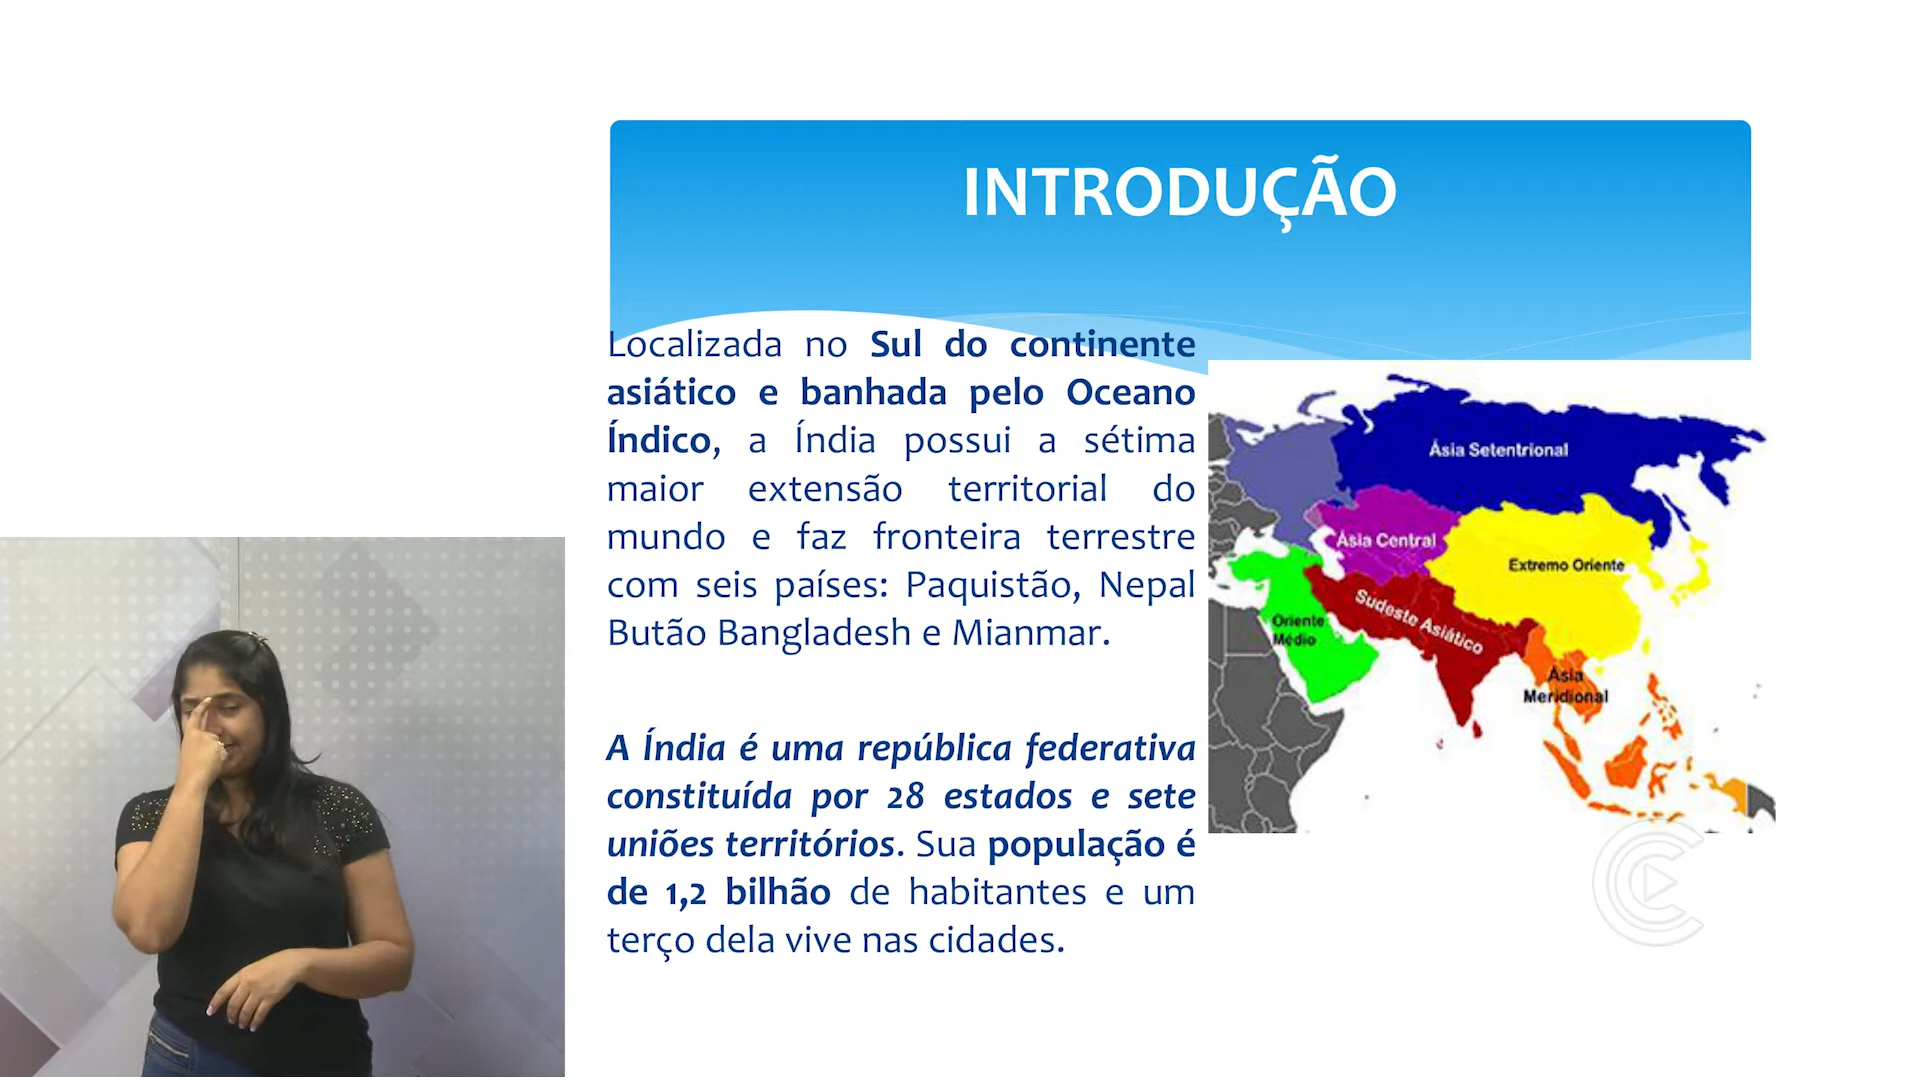 INTRODUÇÃO
Localizada no Sul do continente
asiático e banhada pelo Oceano
Índico, a Índia possui a sétima
maior extensão territorial do
mundo e faz fronteira terrestre
com seis países: Paquistão, Nepal
Butão Bangladesh e Mianmar.
A Índia é uma república federativa
constituída por 28 estados e sete
uniões territórios. Sua população é
de 1,2 bilhão de habitantes e um
terço dela vive nas cidades.
Ásia Setentrional
Ásia Central
Extremo Oriente
Sudeste Asiático
Oriente
Médio
Ásia
Meridional